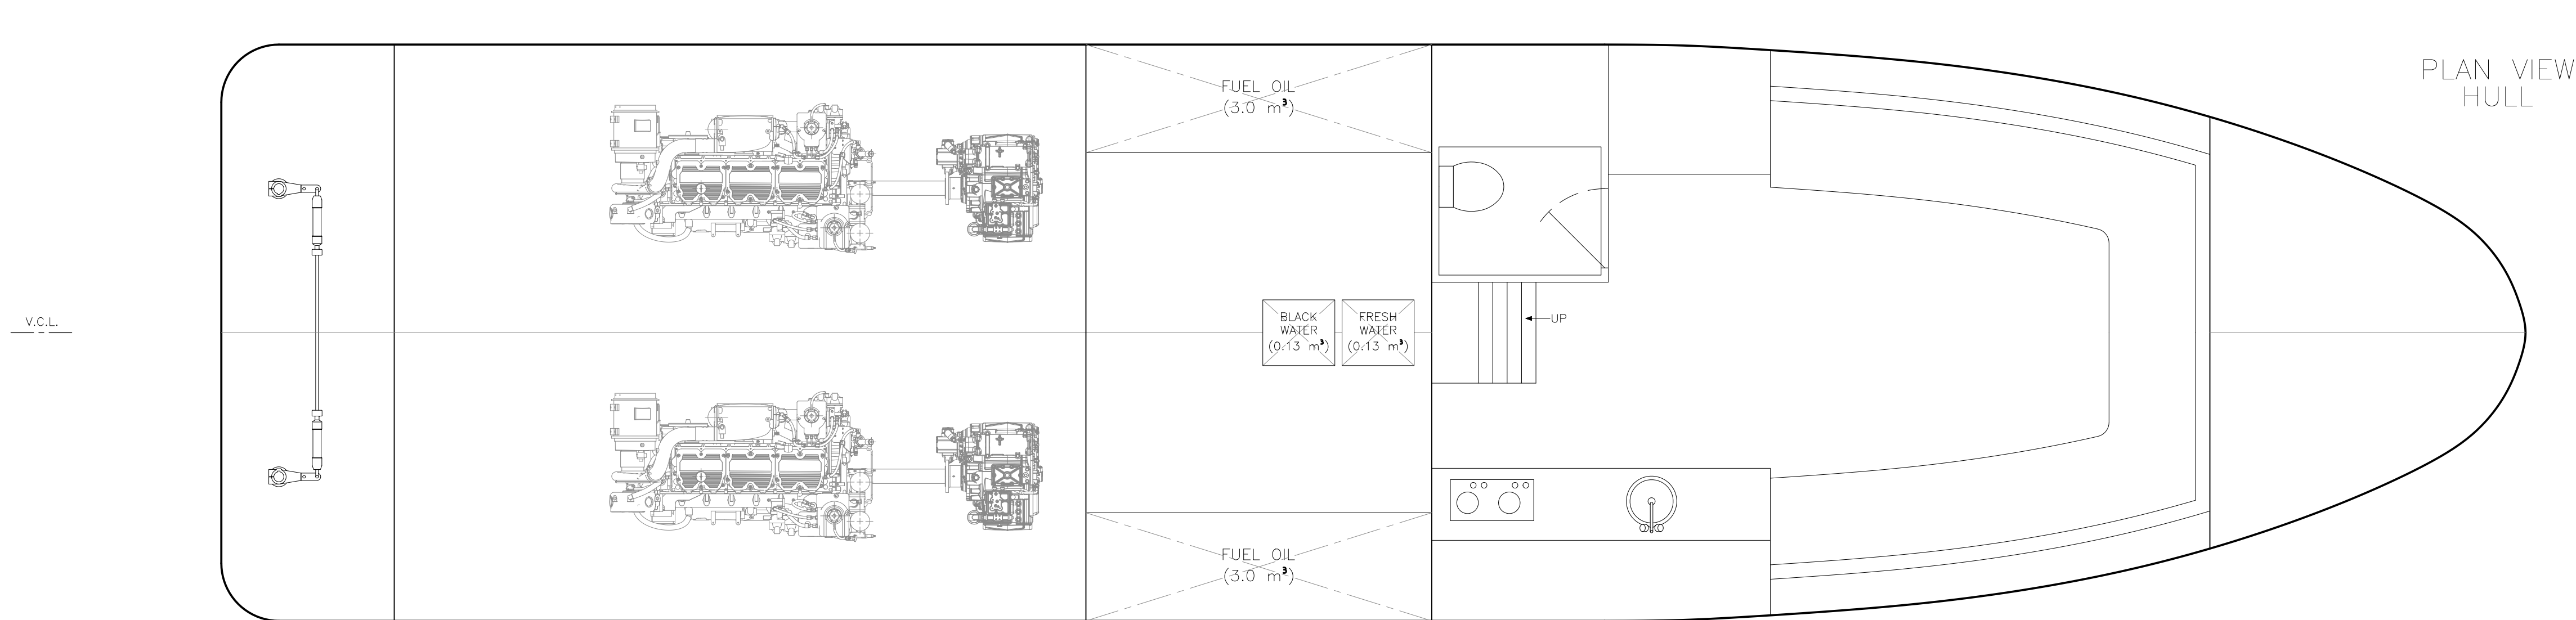 PLAN VIEW
HULL
FUEL OIL
(3.0 m³)
V.C.L.
BLACK
WATER
(0.13 m³)
FRESH
WATER
(0.13 m³)
UP
FUEL OIL
(3.0 m³)